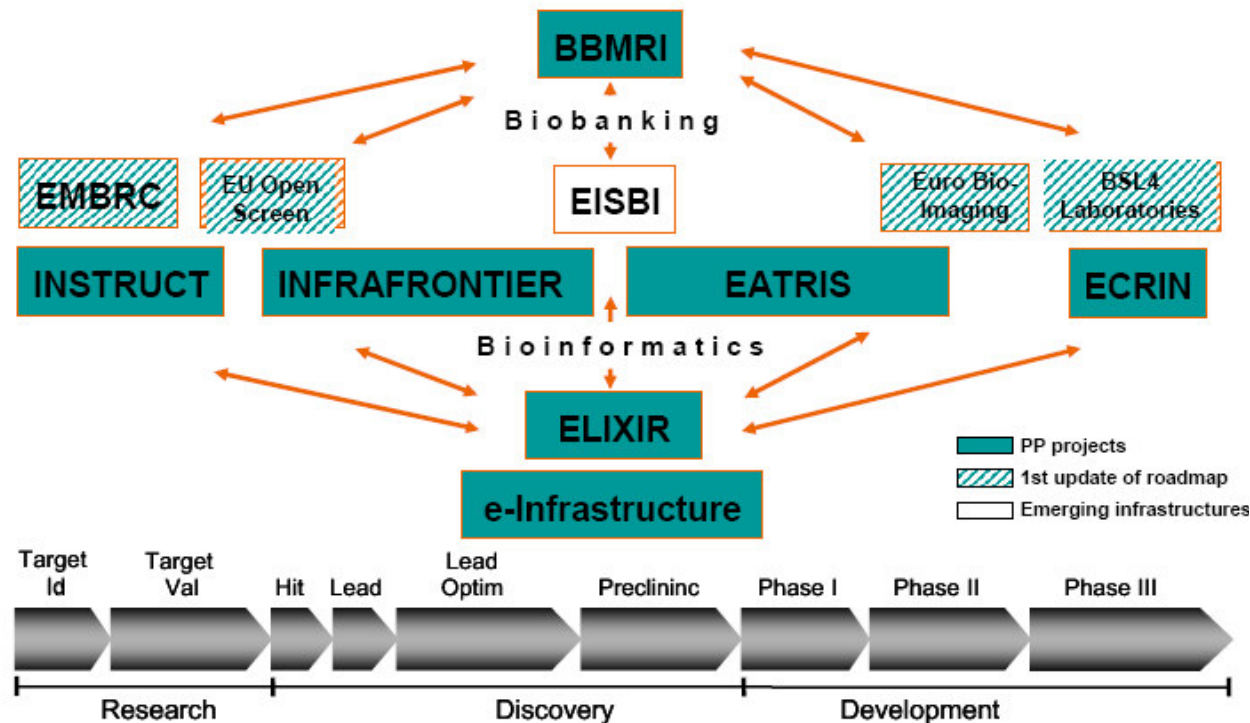 BBMRI
Biobanking
EMBRC
EU Open
Screen
EISBI
Euro Bio-
Imaging
BSL4
Laboratories
INSTRUCT
INFRAFRONTIER
EATRIS
ECRIN
Bioinformatics
ELIXIR
e-Infrastructure
PP projects
1st update of roadmap
Emerging infrastructures
Target
Id
Target
Val
Hit
Lead
Lead
Optim
Preclininc
Phase I
Phase II
Phase III
Research
Discovery
Development